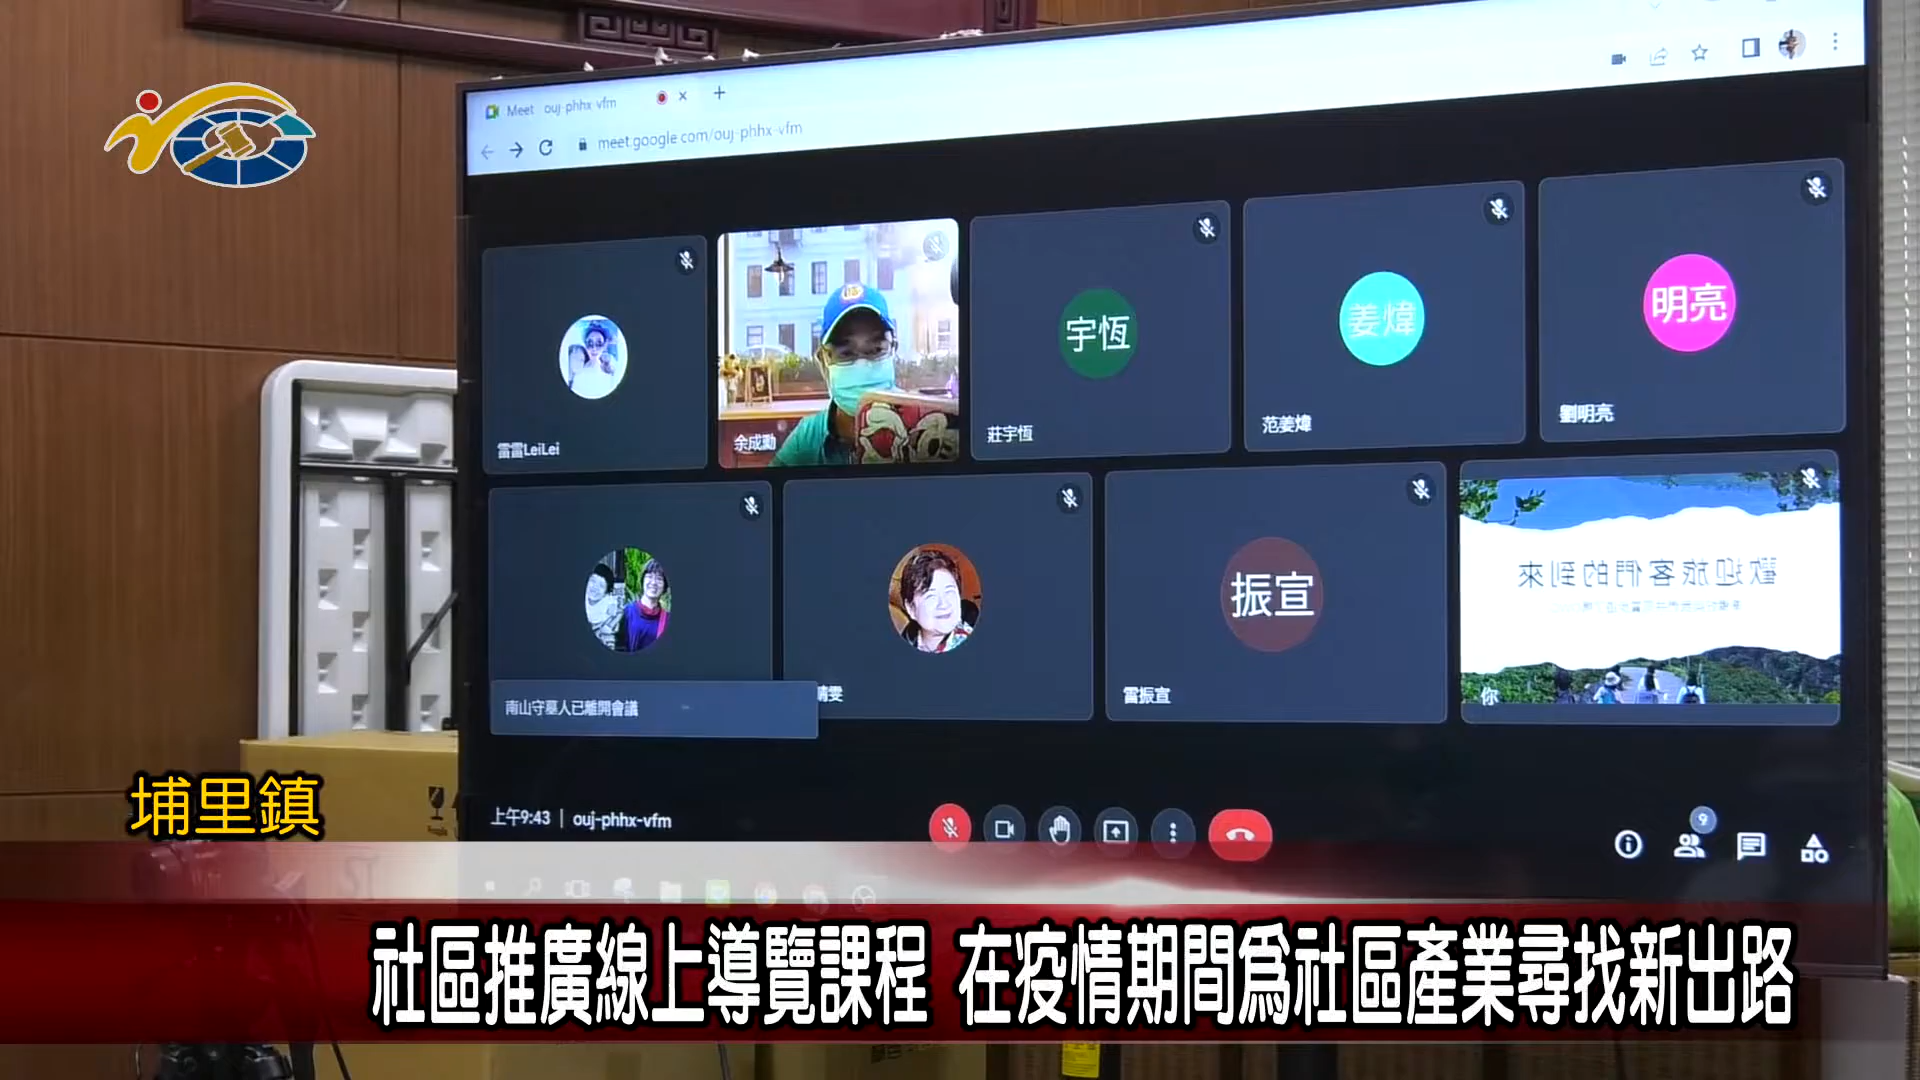 Meet ouj-phhx-vfm
meet.google.com/ouj-phhx-vfm
雷雷LeiLei
余成勳
宇恆
莊宇恆
姜煒
范姜煒
明亮
劉明亮
南山守墓人已離開會議
晴雯
振宣
雷振宣
歡迎旅客們的到來
你
上午9:43 | ouj-phhx-vfm
9
埔里鎮
社區推廣線上導覽課程 在疫情期間為社區產業尋找新出路